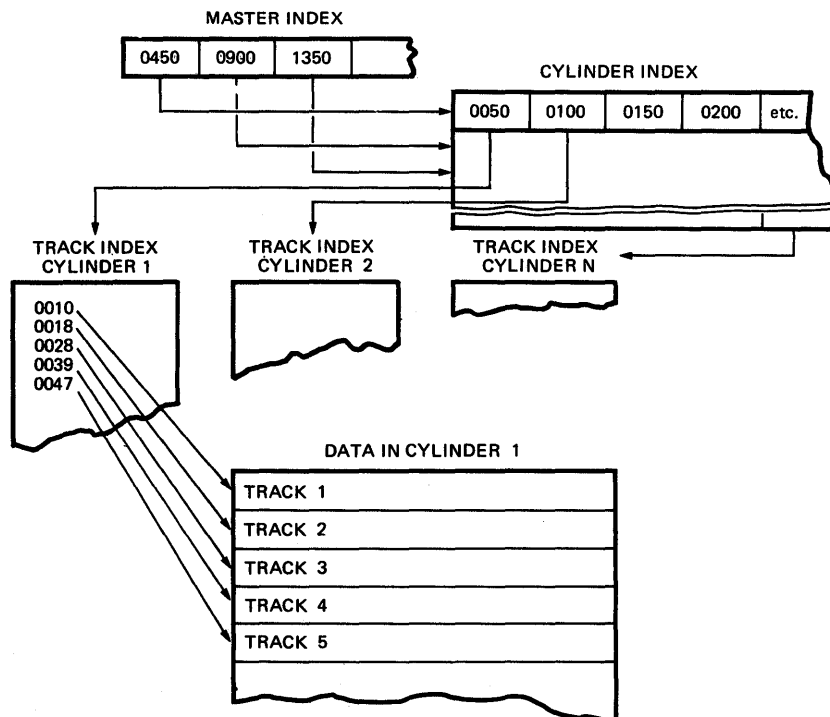 MASTER INDEX
0450 0900 1350
CYLINDER INDEX
0050 0100 0150 0200 etc.
TRACK INDEX
CYLINDER 1
TRACK INDEX
CYLINDER 2
TRACK INDEX
CYLINDER N
0010
0018
0028
0039
0047
DATA IN CYLINDER 1
TRACK 1
TRACK 2
TRACK 3
TRACK 4
TRACK 5